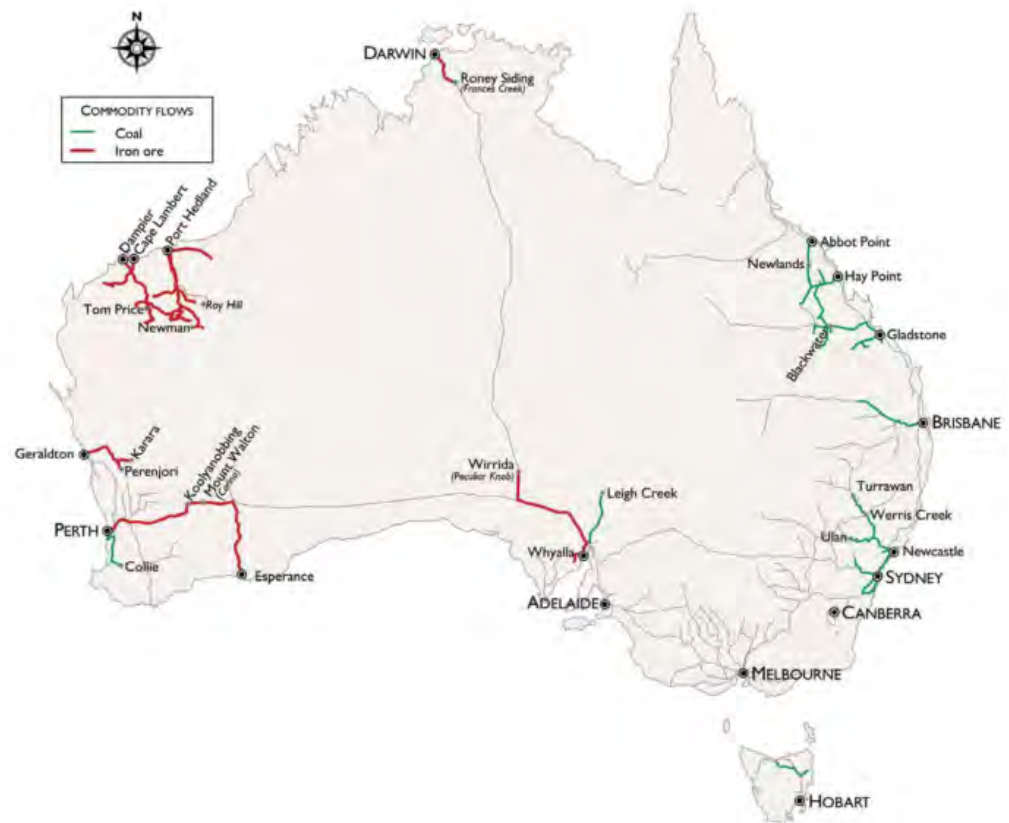 N
DARWIN
Roney Siding
(Frances Creek)
COMMODITY FLOWS
Coal
Iron ore
Dampier
Cape Lambert
Port Hedland
Abbot Point
Newlands
Hay Point
Tom Price
Roy Hill
Newman
Blackwater
Gladstone
BRISBANE
Geraldton
Karara
Perenjori
Koolyanobbing
Mount Walton
(Carina)
Wirrida
(Peculiar Knob)
Leigh Creek
Turrawan
Werris Creek
PERTH
Ulan
Newcastle
Whyalla
Collie
Esperance
SYDNEY
ADELAIDE
CANBERRA
MELBOURNE
HOBART